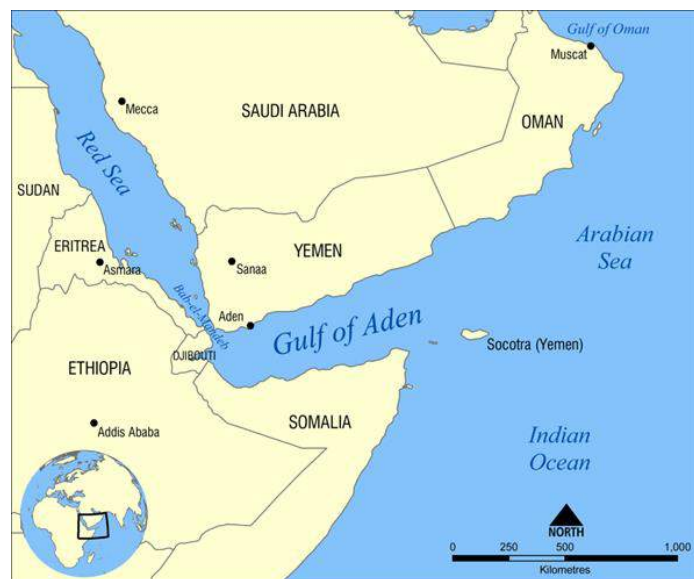 Gulf of Oman
Muscat
Mecca
SAUDI ARABIA
OMAN
Red Sea
SUDAN
Arabian
Sea
ERITREA
Asmara
Sanaa
YEMEN
Bab-el-Mandeb
Aden
Gulf of Aden
Socotra (Yemen)
DJIBOUTI
ETHIOPIA
SOMALIA
Addis Ababa
Indian
Ocean
NORTH
0 250 500 1,000
Kilometres